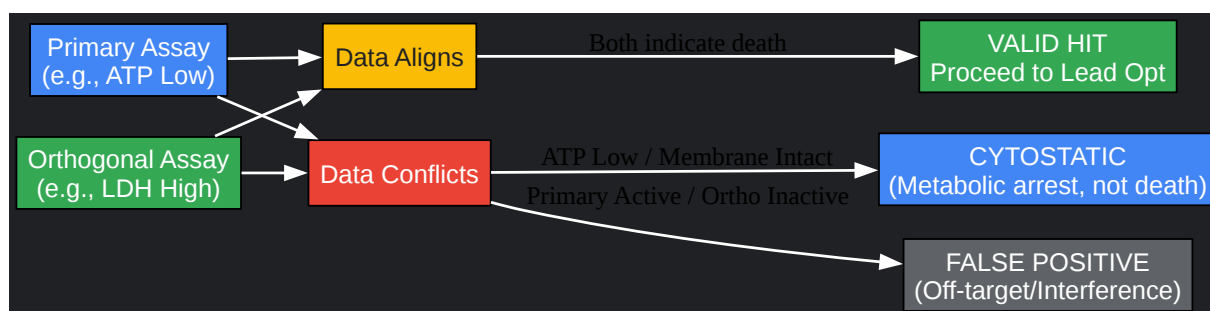 Primary Assay
(e.g., ATP Low)
Data Aligns
Both indicate death
VALID HIT
Proceed to Lead Opt
Orthogonal Assay
(e.g., LDH High)
Data Conflicts
ATP Low / Membrane Intact
CYTOSTATIC
(Metabolic arrest, not death)
Primary Active / Ortho Inactive
FALSE POSITIVE
(Off-target/Interference)